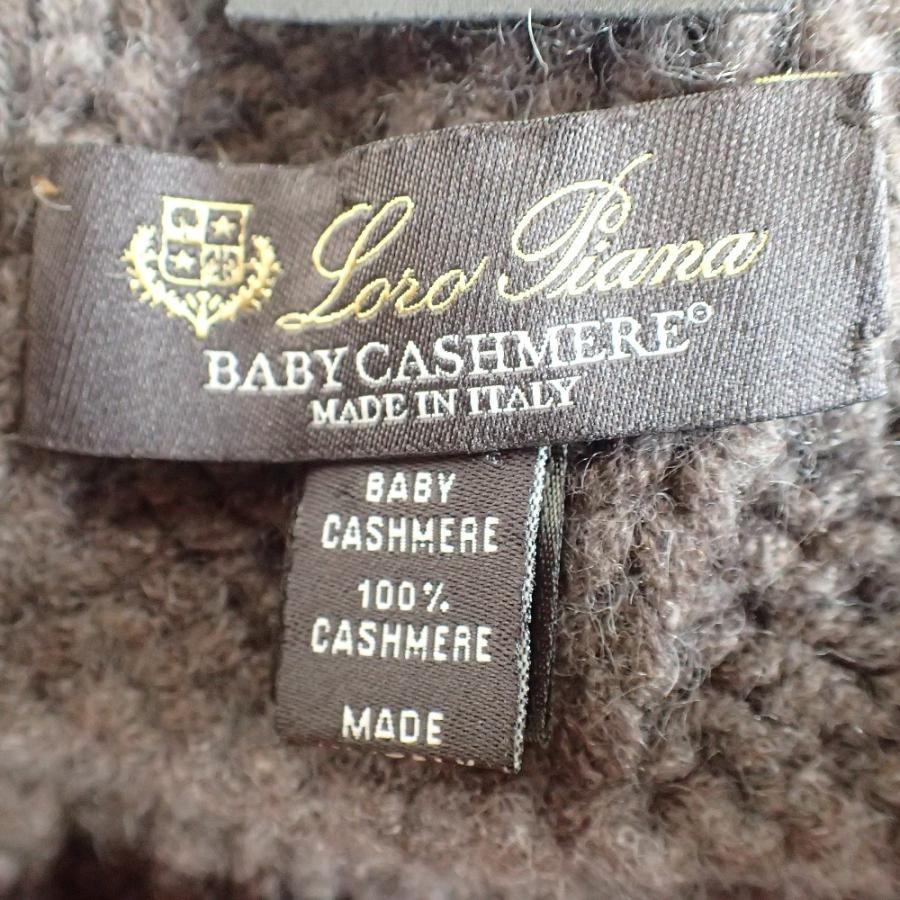 Loro Piana
BABY CASHMERE®
MADE IN ITALY
BABY
CASHMERE
100%
CASHMERE
MADE